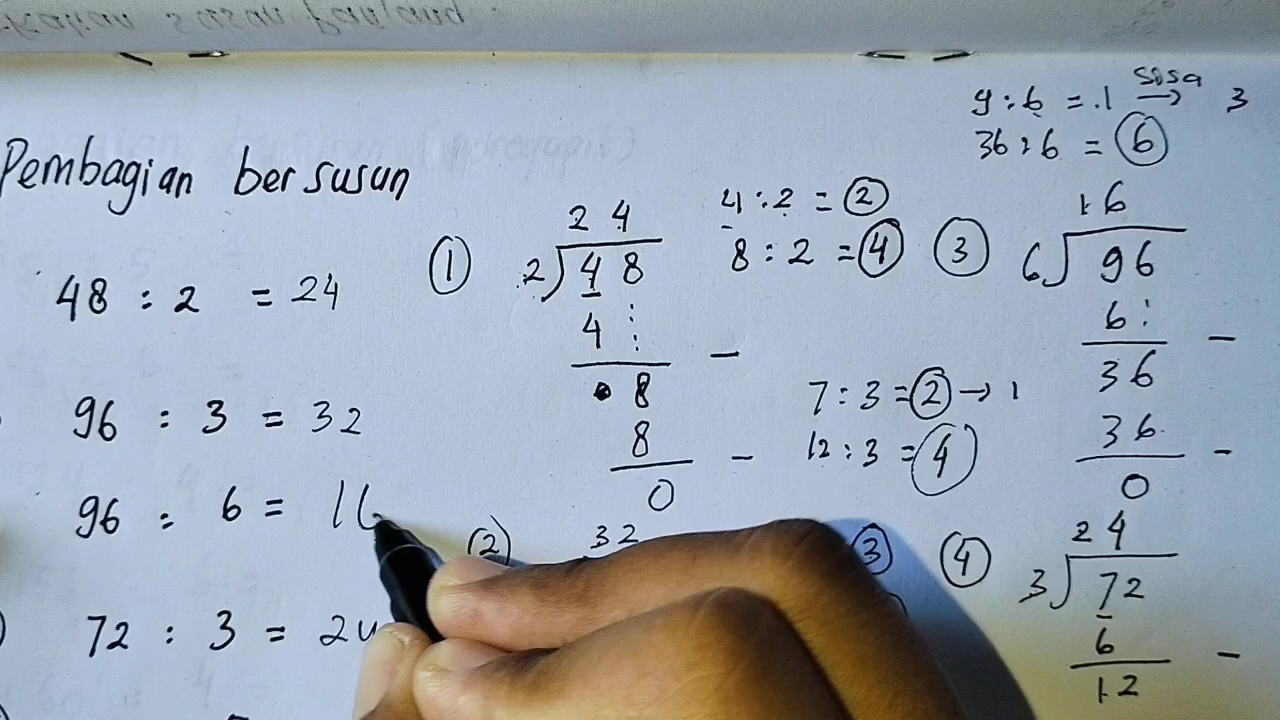 Pembagian bersusun
48 : 2 = 24
96 : 3 = 32
96 : 6 = 16
72 : 3 = 24
1
24
2) 48
4
8
8
0
4 : 2 = 2
8 : 2 = 4
7 : 3 = 2 → 1
12 : 3 = 4
2)
32
3
9 : 6 = 1 sisa → 3
36 : 6 = 6
3
16
6) 96
6
36
36
0
4
24
3) 72
6
12